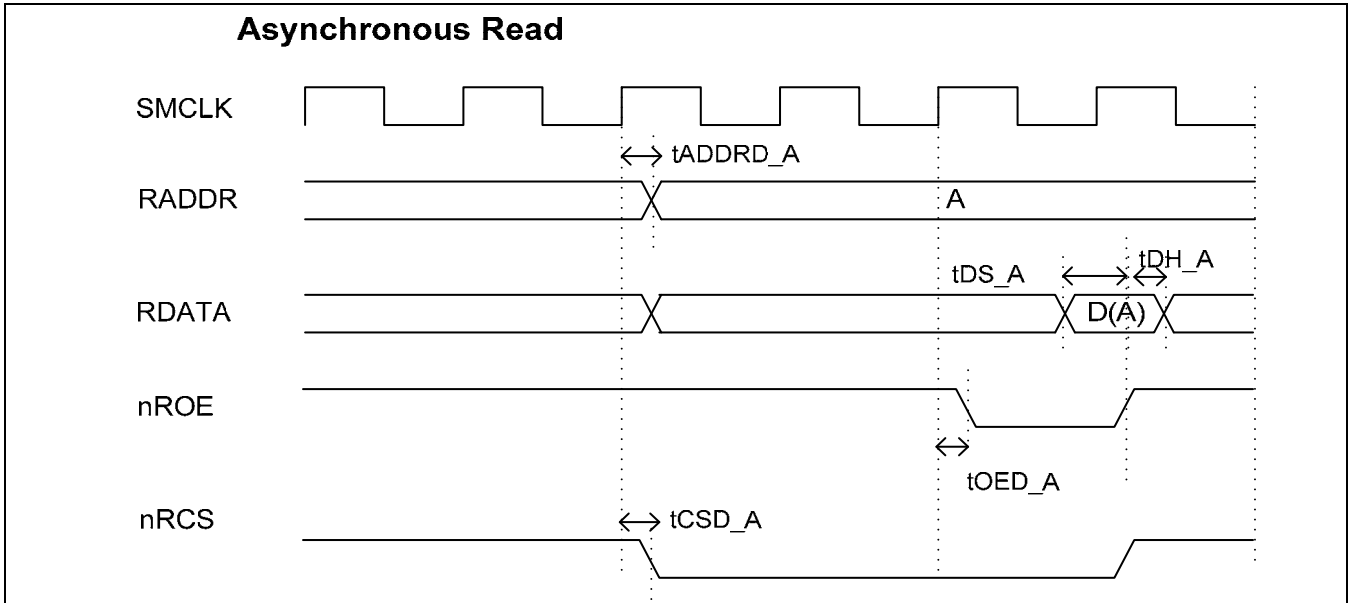 Asynchronous Read
SMCLK
tADDRD_A
RADDR
A
tDH_A
tDS_A
RDATA
D(A)
nROE
tOED_A
nRCS
tCSD_A